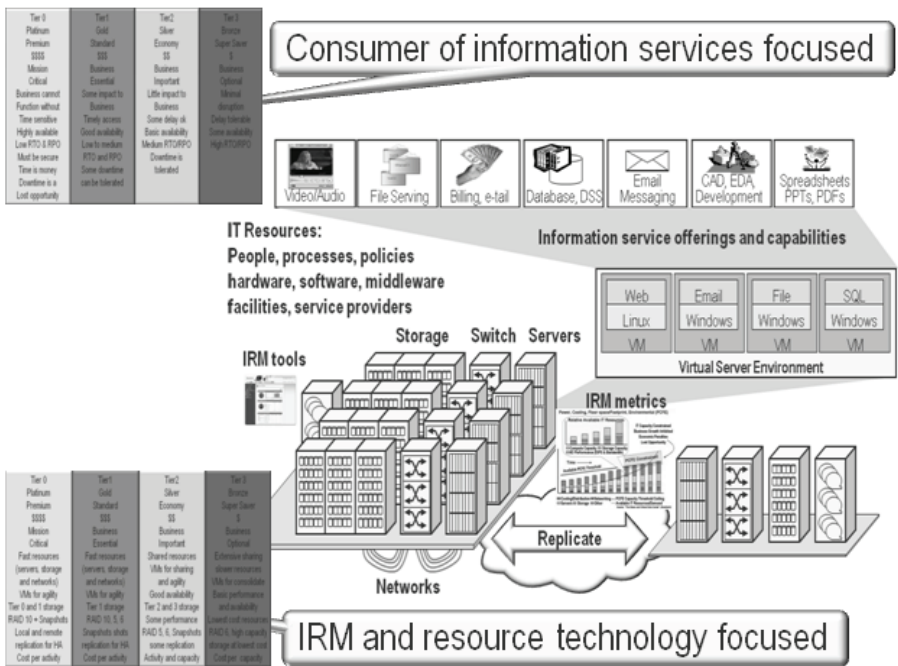 Tier 0
Platinum
Premium
$$$$
Mission
Critical
Business cannot
Function without
Time sensitive
Highly available
Low RTO & RPO
Must be secure
Time is money
Downtime is a
Lost opportunity
Tier1
Gold
Standard
$$$
Business
Essential
Some impact to
Business
Timely access
Good availability
Low to medium
RTO and RPO
Some downtime
can be tolerated
Tier2
Silver
Economy
$$
Business
Important
Little impact to
Business
Some delay ok
Basic availability
Medium RTO/RPO
Downtime is
tolerated
Tier 3
Bronze
Super Saver
$
Business
Optional
Minimal
disruption
Delay tolerable
Some availability
High RTO/RPO
Consumer of information services focused
Video/Audio
File Serving
Billing, e-tail
Database, DSS
Email
Messaging
CAD, EDA,
Development
Spreadsheets
PPTs, PDFs
IT Resources:
People, processes, policies
hardware, software, middleware
facilities, service providers
Information service offerings and capabilities
Web
Linux
VM
Email
Windows
VM
File
Windows
VM
SQL
Windows
VM
Virtual Server Environment
Storage
Switch
Servers
IRM tools
IRM metrics
Replicate
Networks
Tier 0
Platinum
Premium
$$$$
Mission
Critical
Fast resources
(servers, storage
and networks)
VMs for agility
Tier 0 and 1 storage
RAID 10 + Snapshots
Local and remote
replication for HA
Cost per activity
Tier1
Gold
Standard
$$$
Business
Essential
Fast resources
(servers, storage
and networks)
VMs for agility
Tier 1 storage
RAID 10, 5, 6
Snapshots shots
replication for HA
Cost per activity
Tier2
Silver
Economy
$$
Business
Important
Shared resources
VMs for sharing
and agility
Good availability
Tier 2 and 3 storage
Some performance
RAID 5, 6, Snapshots
some replication
Activity and capacity
Tier 3
Bronze
Super Saver
$
Business
Optional
Extensive sharing
slower resources
VMs for consolidate
Basic performance
and availability
Lowest cost resources
RAID 6, high capacity
storage at lowest cost
Cost per capacity
IRM and resource technology focused